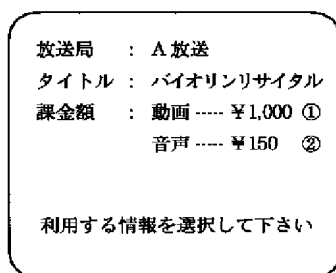 放送局 : A放送
タイトル : バイオリンリサイタル
課金額 : 動画 ----- ¥1,000 ①
音声 ----- ¥150 ②
利用する情報を選択して下さい